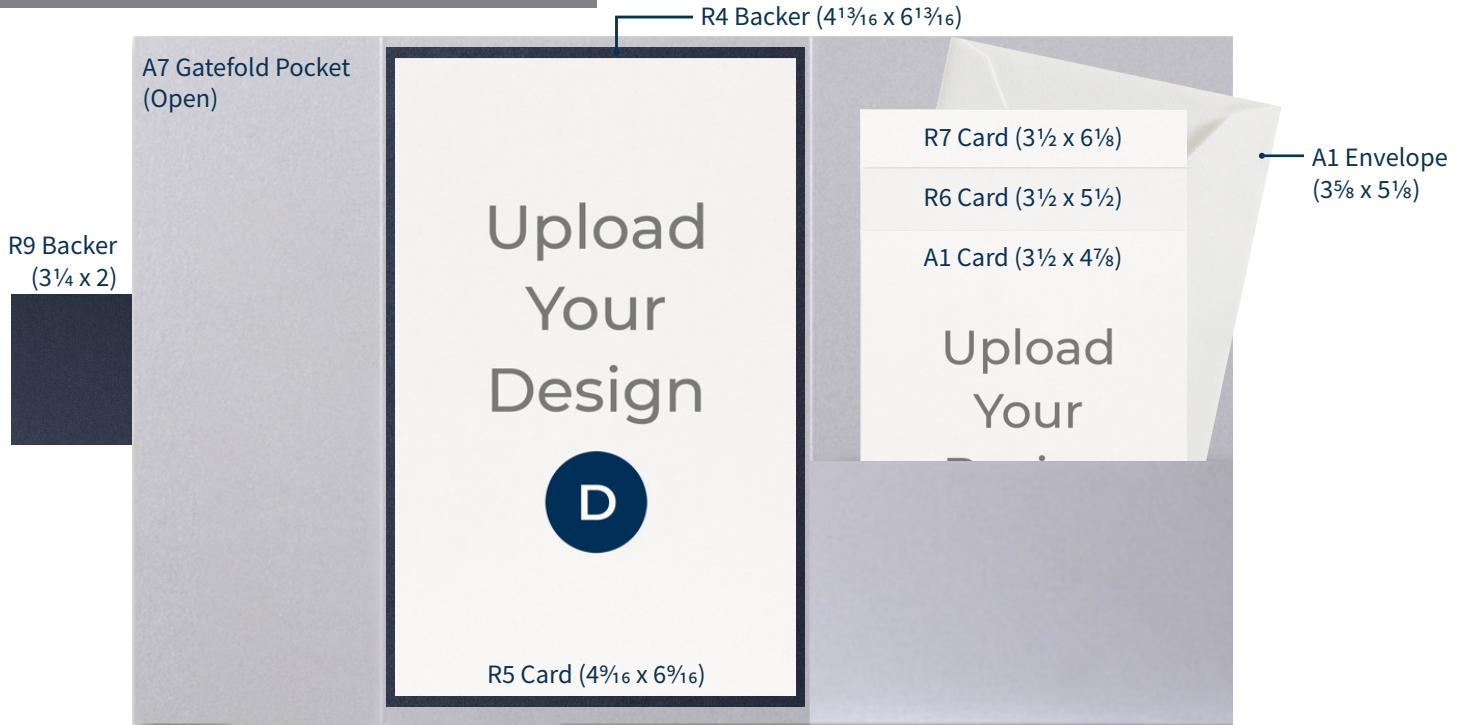 R4 Backer (4¹³⁄₁₆ x 6¹³⁄₁₆)
A7 Gatefold Pocket
(Open)
R7 Card (3½ x 6⅛)
A1 Envelope
(3⅝ x 5⅛)
R6 Card (3½ x 5½)
R9 Backer
(3¼ x 2)
A1 Card (3½ x 4⅞)
Upload
Your
Design
D
Upload
Your
R5 Card (4⁹⁄₁₆ x 6⁹⁄₁₆)